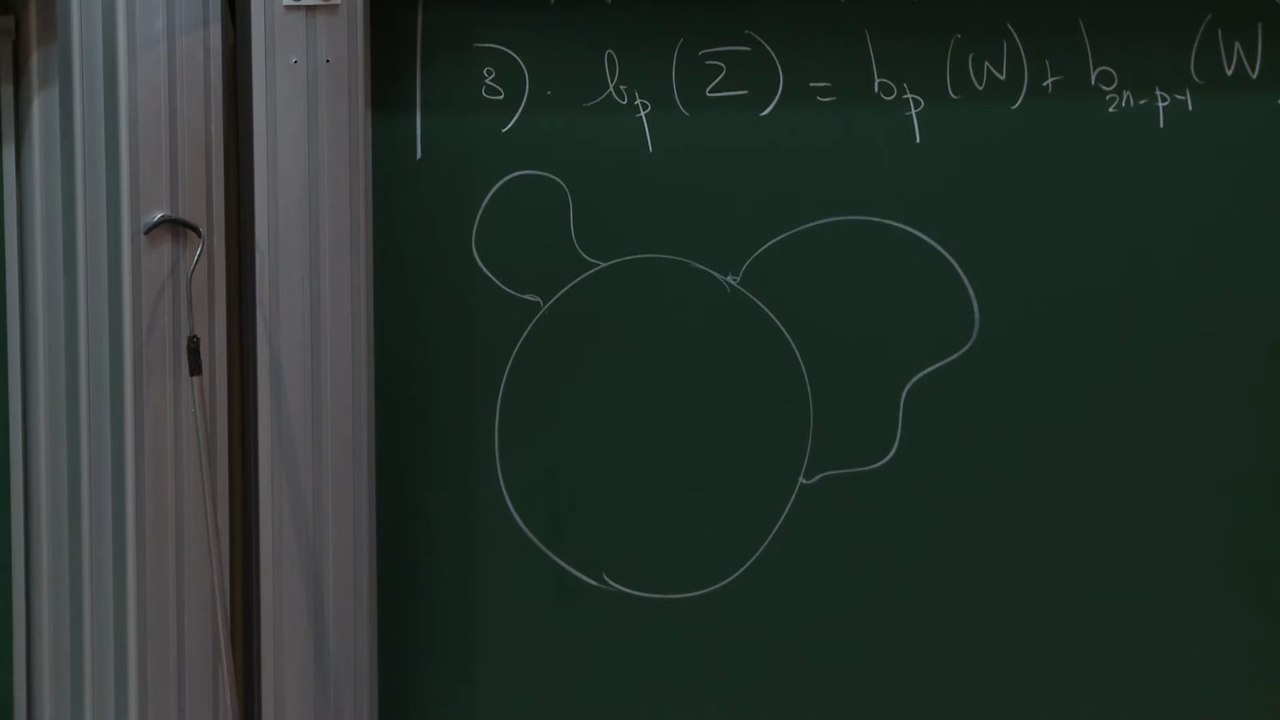 3). b_p(Σ) = b_p(W) + b_{2n-p-1}(W